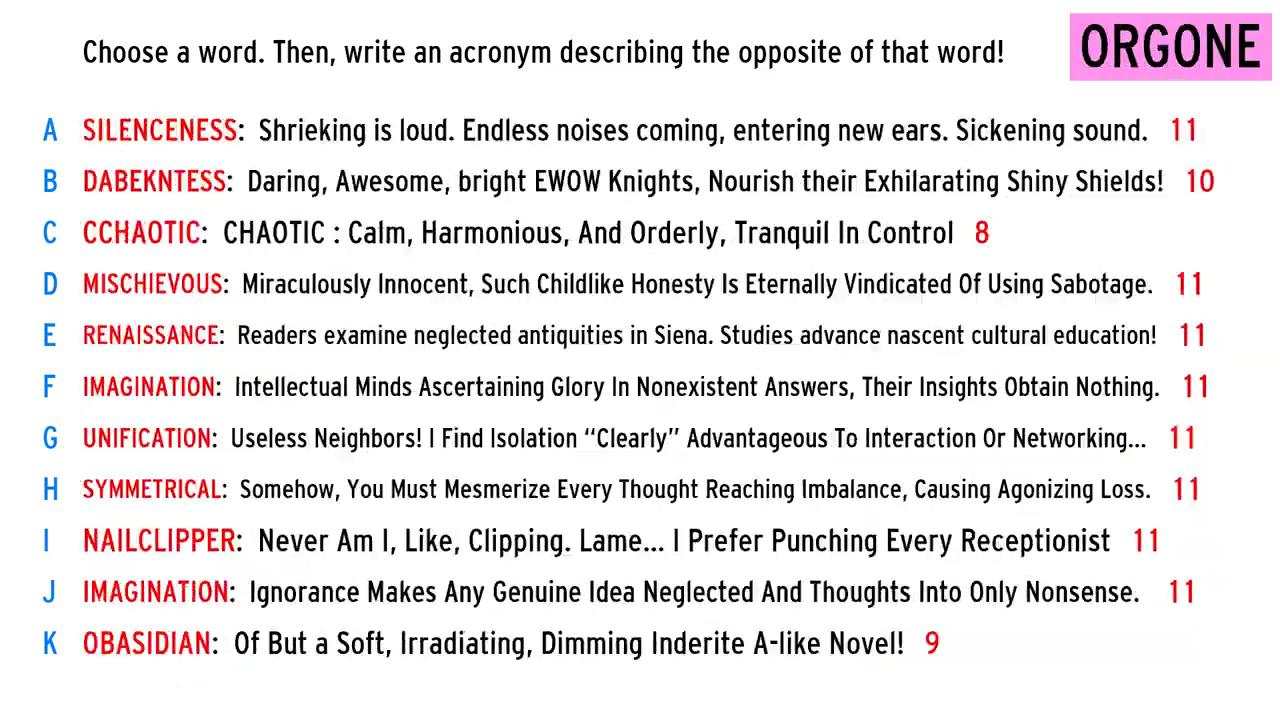 Choose a word. Then, write an acronym describing the opposite of that word!
ORGONE
A SILENCENESS: Shrieking is loud. Endless noises coming, entering new ears. Sickening sound. 11
B DABEKNTESS: Daring, Awesome, bright EWOW Knights, Nourish their Exhilarating Shiny Shields! 10
C CCHAOTIC: CHAOTIC : Calm, Harmonious, And Orderly, Tranquil In Control 8
D MISCHIEVOUS: Miraculously Innocent, Such Childlike Honesty Is Eternally Vindicated Of Using Sabotage. 11
E RENAISSANCE: Readers examine neglected antiquities in Siena. Studies advance nascent cultural education! 11
F IMAGINATION: Intellectual Minds Ascertaining Glory In Nonexistent Answers, Their Insights Obtain Nothing. 11
G UNIFICATION: Useless Neighbors! I Find Isolation “Clearly” Advantageous To Interaction Or Networking... 11
H SYMMETRICAL: Somehow, You Must Mesmerize Every Thought Reaching Imbalance, Causing Agonizing Loss. 11
I NAILCLIPPER: Never Am I, Like, Clipping. Lame... I Prefer Punching Every Receptionist 11
J IMAGINATION: Ignorance Makes Any Genuine Idea Neglected And Thoughts Into Only Nonsense. 11
K OBASIDIAN: Of But a Soft, Irradiating, Dimming Inderite A-like Novel! 9